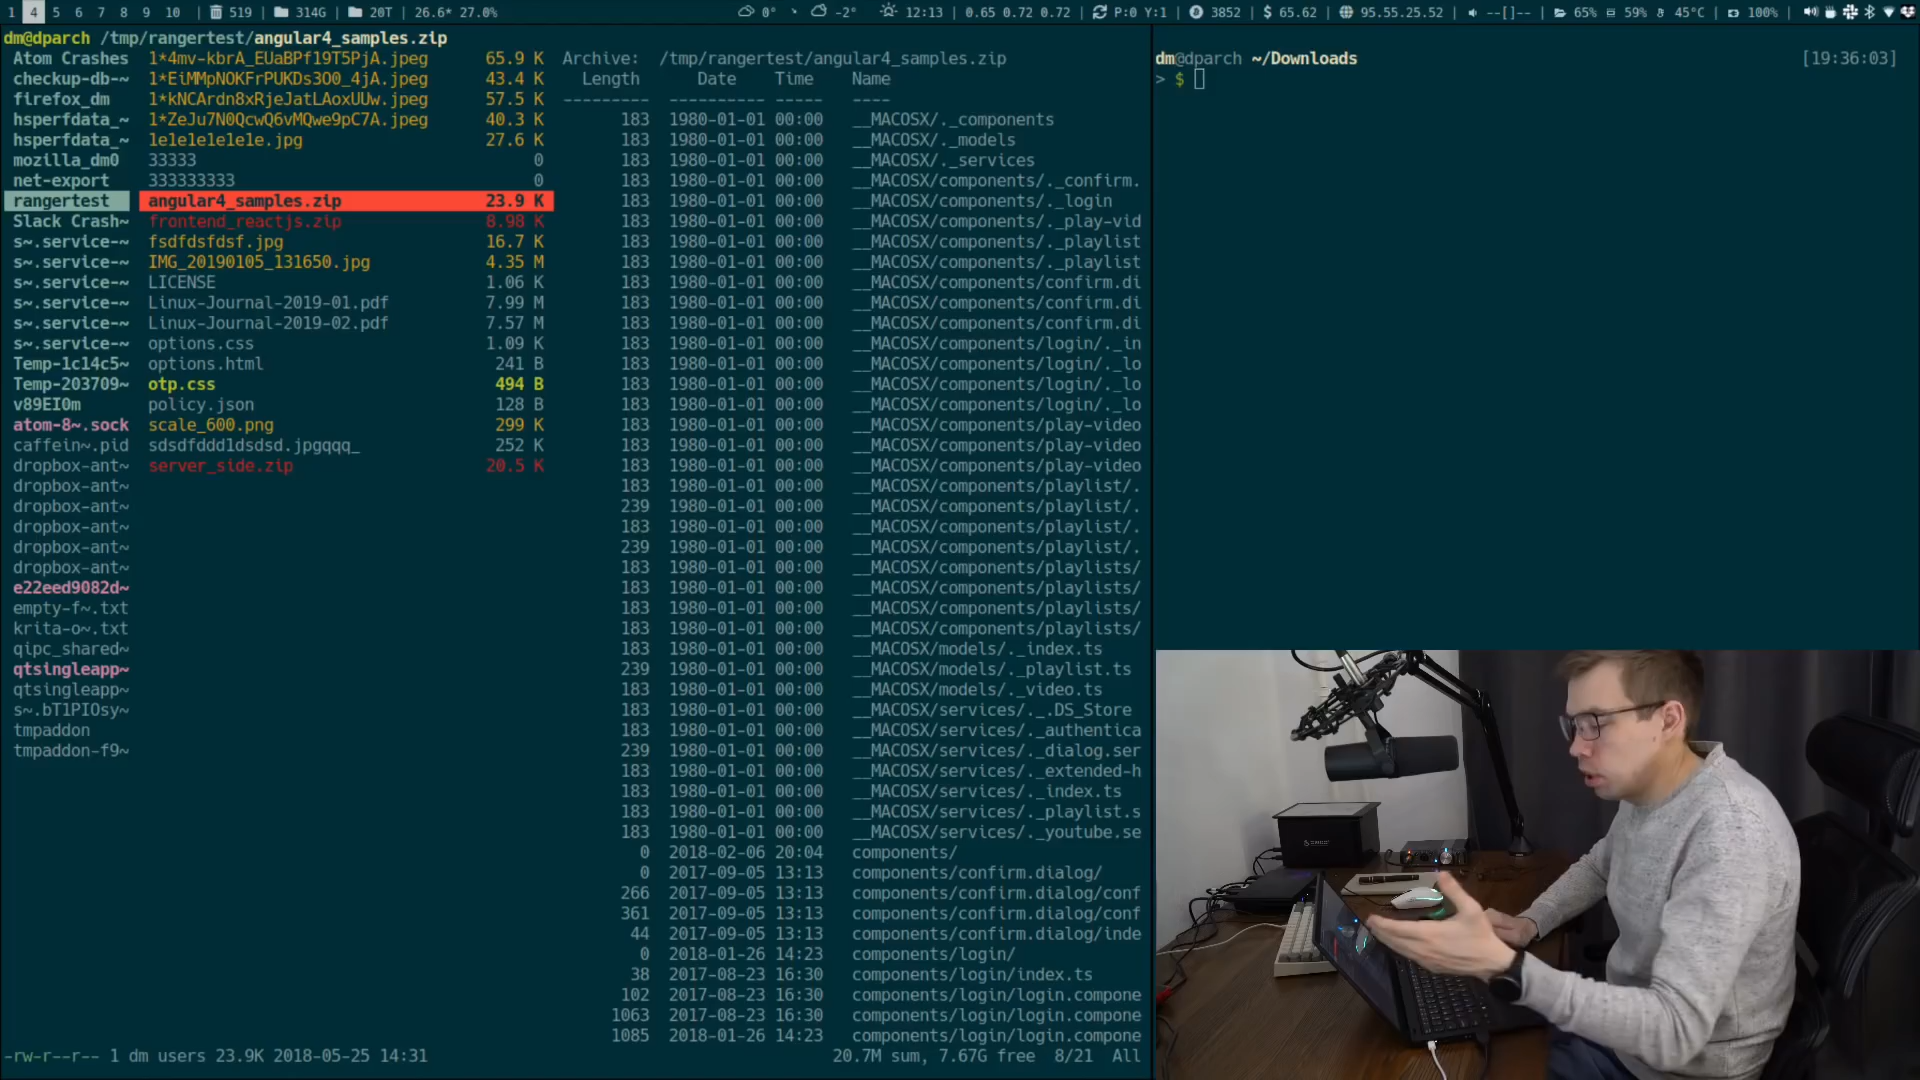 1 4 5 6 7 8 9 10 | 519 | 314G | 20T | 26.6* 27.0% 0° -2° 12:13 | 0.65 0.72 0.72 | P:0 Y:1 | 3852 | $ 65.62 | 95.55.25.52 | --[]-- | 65% 59% 45°C | 100% |
dm@dparch /tmp/rangertest/angular4_samples.zip
Atom Crashes
checkup-db-~
firefox_dm
hsperfdata_~
hsperfdata_~
mozilla_dm0
net-export
rangertest
Slack Crash~
s~.service-~
s~.service-~
s~.service-~
s~.service-~
s~.service-~
s~.service-~
Temp-1c14c5~
Temp-203709~
v89EI0m
atom-8~.sock
caffein~.pid
dropbox-ant~
dropbox-ant~
dropbox-ant~
dropbox-ant~
dropbox-ant~
dropbox-ant~
e22eed9082d~
empty-f~.txt
krita-o~.txt
qipc_shared~
qtsingleapp~
qtsingleapp~
s~.bT1PIOsy~
tmpaddon
tmpaddon-f9~
1*4mv-kbrA_EUaBPf19T5PjA.jpeg 65.9 K
1*EiMMpNOKFrPUKDs3O0_4jA.jpeg 43.4 K
1*kNCArdn8xRjeJatLAoxUUw.jpeg 57.5 K
1*ZeJu7N0QcwQ6vMQwe9pC7A.jpeg 40.3 K
1e1e1e1e1e1e.jpg 27.6 K
33333 0
333333333 0
angular4_samples.zip 23.9 K
frontend_reactjs.zip 8.98 K
fsdfdsfdsf.jpg 16.7 K
IMG_20190105_131650.jpg 4.35 M
LICENSE 1.06 K
Linux-Journal-2019-01.pdf 7.99 M
Linux-Journal-2019-02.pdf 7.57 M
options.css 1.09 K
options.html 241 B
otp.css 494 B
policy.json 128 B
scale_600.png 299 K
sdsdfddd1dsdsd.jpgqqq_ 252 K
server_side.zip 20.5 K
Archive: /tmp/rangertest/angular4_samples.zip
Length Date Time Name
--------- ---------- ----- ----
183 1980-01-01 00:00 __MACOSX/._components
183 1980-01-01 00:00 __MACOSX/._models
183 1980-01-01 00:00 __MACOSX/._services
183 1980-01-01 00:00 __MACOSX/components/._confirm.
183 1980-01-01 00:00 __MACOSX/components/._login
183 1980-01-01 00:00 __MACOSX/components/._play-vid
183 1980-01-01 00:00 __MACOSX/components/._playlist
183 1980-01-01 00:00 __MACOSX/components/._playlist
183 1980-01-01 00:00 __MACOSX/components/confirm.di
183 1980-01-01 00:00 __MACOSX/components/confirm.di
183 1980-01-01 00:00 __MACOSX/components/confirm.di
183 1980-01-01 00:00 __MACOSX/components/login/._in
183 1980-01-01 00:00 __MACOSX/components/login/._lo
183 1980-01-01 00:00 __MACOSX/components/login/._lo
183 1980-01-01 00:00 __MACOSX/components/login/._lo
183 1980-01-01 00:00 __MACOSX/components/play-video
183 1980-01-01 00:00 __MACOSX/components/play-video
183 1980-01-01 00:00 __MACOSX/components/play-video
183 1980-01-01 00:00 __MACOSX/components/playlist/.
239 1980-01-01 00:00 __MACOSX/components/playlist/.
183 1980-01-01 00:00 __MACOSX/components/playlist/.
239 1980-01-01 00:00 __MACOSX/components/playlist/.
183 1980-01-01 00:00 __MACOSX/components/playlists/
183 1980-01-01 00:00 __MACOSX/components/playlists/
183 1980-01-01 00:00 __MACOSX/components/playlists/
183 1980-01-01 00:00 __MACOSX/components/playlists/
183 1980-01-01 00:00 __MACOSX/models/._index.ts
239 1980-01-01 00:00 __MACOSX/models/._playlist.ts
183 1980-01-01 00:00 __MACOSX/models/._video.ts
183 1980-01-01 00:00 __MACOSX/services/._.DS_Store
183 1980-01-01 00:00 __MACOSX/services/._authentica
239 1980-01-01 00:00 __MACOSX/services/._dialog.ser
183 1980-01-01 00:00 __MACOSX/services/._extended-h
183 1980-01-01 00:00 __MACOSX/services/._index.ts
183 1980-01-01 00:00 __MACOSX/services/._playlist.s
183 1980-01-01 00:00 __MACOSX/services/._youtube.se
0 2018-02-06 20:04 components/
0 2017-09-05 13:13 components/confirm.dialog/
266 2017-09-05 13:13 components/confirm.dialog/conf
361 2017-09-05 13:13 components/confirm.dialog/conf
44 2017-09-05 13:13 components/confirm.dialog/inde
0 2018-01-26 14:23 components/login/
38 2017-08-23 16:30 components/login/index.ts
102 2017-08-23 16:30 components/login/login.compone
1063 2017-08-23 16:30 components/login/login.compone
1085 2018-01-26 14:23 components/login/login.compone
-rw-r--r-- 1 dm users 23.9K 2018-05-25 14:31 20.7M sum, 7.67G free 8/21 All
dm@dparch ~/Downloads [19:36:03]
> $